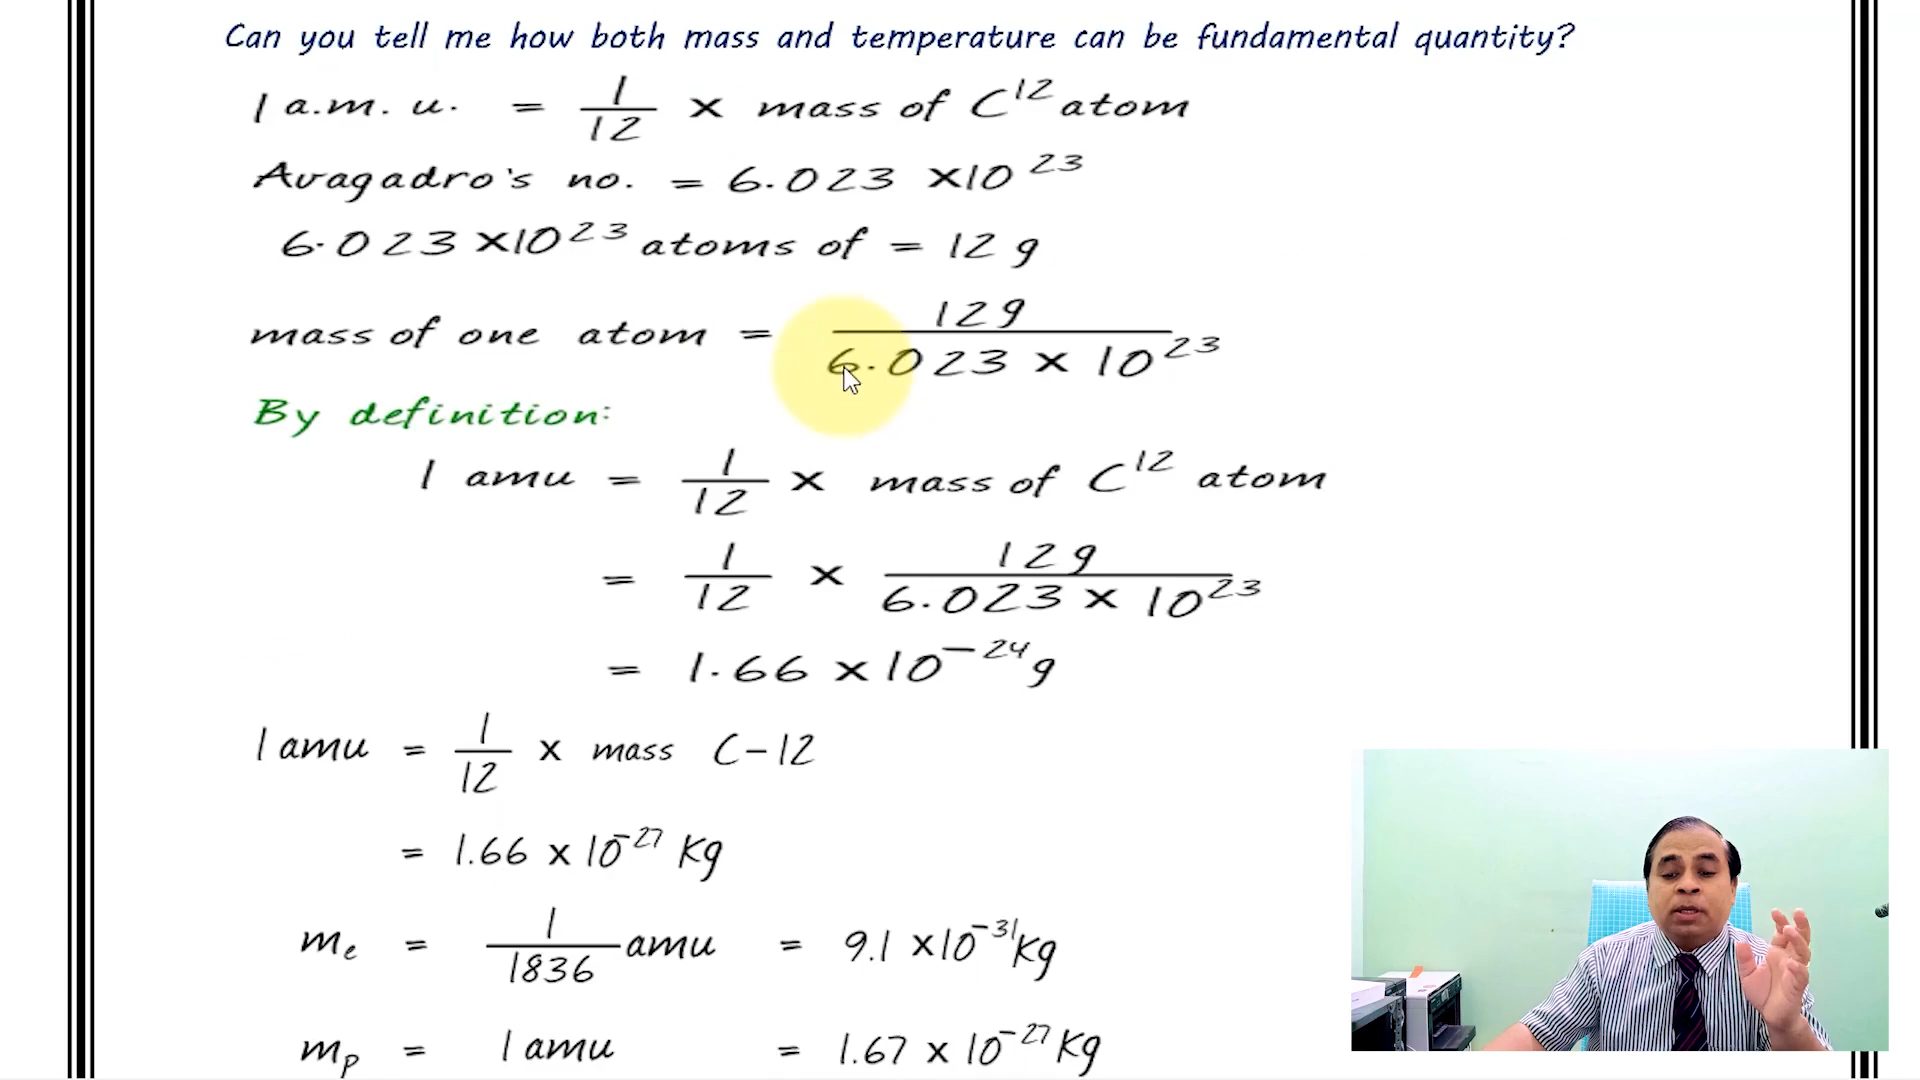 Can you tell me how both mass and temperature can be fundamental quantity?
1 a.m.u. = 1/12 × mass of C¹² atom
Avagadro's no. = 6.023 ×10²³
6.023 ×10²³ atoms of = 12 g
mass of one atom = 12g / 6.023 × 10²³
By definition:
1 amu = 1/12 × mass of C¹² atom
= 1/12 × 12g / 6.023 × 10²³
= 1.66 ×10⁻²⁴ g
1 amu = 1/12 × mass C-12
= 1.66 × 10⁻²⁷ Kg
mₑ = 1/1836 amu = 9.1 ×10⁻³¹ Kg
mₚ = 1 amu = 1.67 × 10⁻²⁷ Kg